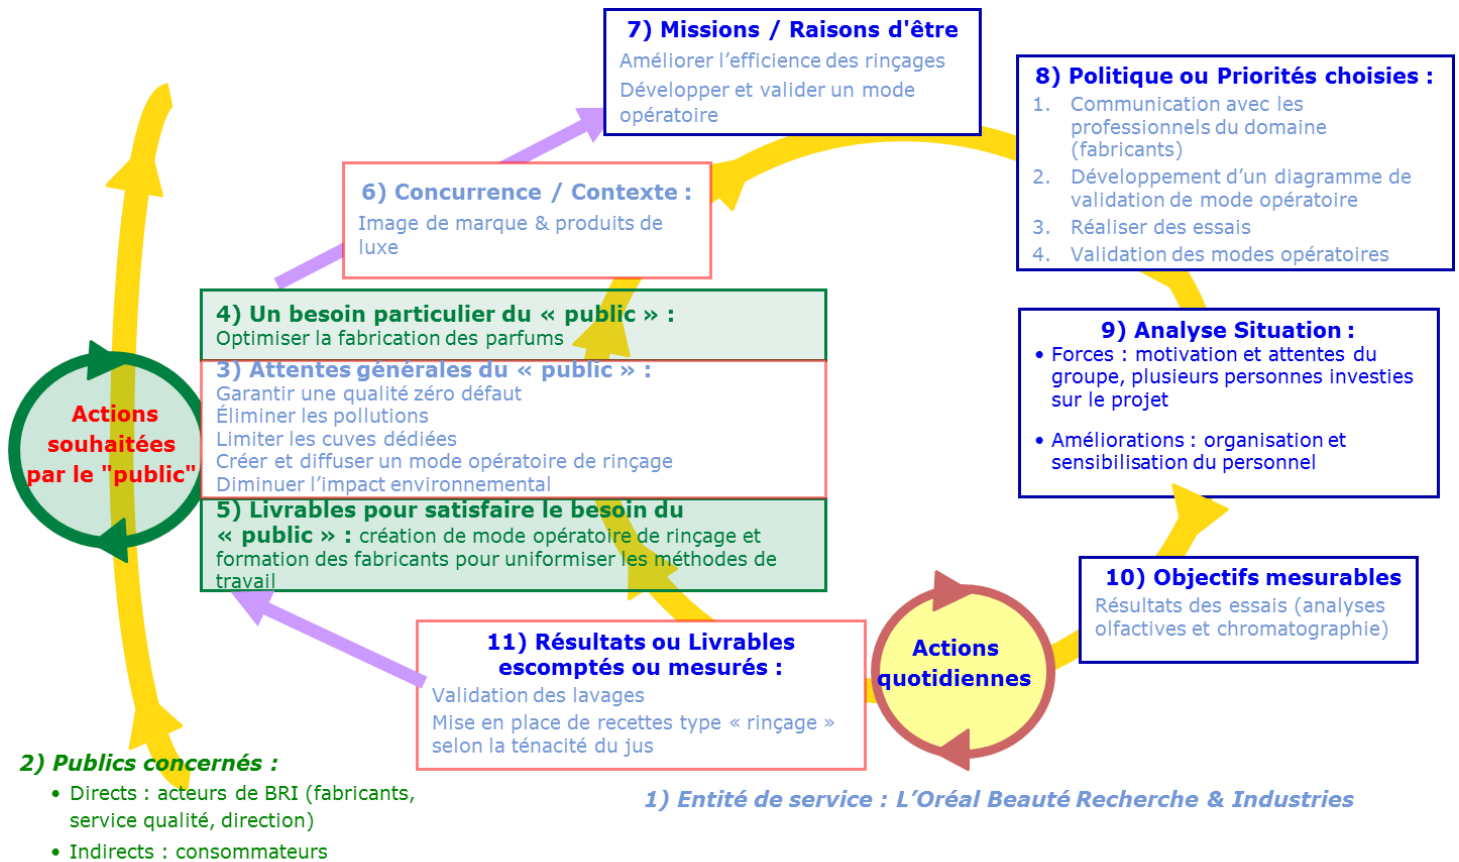 7) Missions / Raisons d'être
Améliorer l’efficience des rinçages
Développer et valider un mode
opératoire
8) Politique ou Priorités choisies :
1. Communication avec les
professionnels du domaine
(fabricants)
2. Développement d’un diagramme de
validation de mode opératoire
3. Réaliser des essais
4. Validation des modes opératoires
6) Concurrence / Contexte :
Image de marque & produits de
luxe
4) Un besoin particulier du « public » :
Optimiser la fabrication des parfums
3) Attentes générales du « public » :
Garantir une qualité zéro défaut
Éliminer les pollutions
Limiter les cuves dédiées
Créer et diffuser un mode opératoire de rinçage
Diminuer l’impact environnemental
5) Livrables pour satisfaire le besoin du
« public » : création de mode opératoire de rinçage et
formation des fabricants pour uniformiser les méthodes de
travail
Actions
souhaitées
par le "public"
9) Analyse Situation :
• Forces : motivation et attentes du
groupe, plusieurs personnes investies
sur le projet
• Améliorations : organisation et
sensibilisation du personnel
10) Objectifs mesurables
Résultats des essais (analyses
olfactives et chromatographie)
Actions
quotidiennes
11) Résultats ou Livrables
escomptés ou mesurés :
Validation des lavages
Mise en place de recettes type « rinçage »
selon la ténacité du jus
2) Publics concernés :
• Directs : acteurs de BRI (fabricants,
service qualité, direction)
• Indirects : consommateurs
1) Entité de service : L’Oréal Beauté Recherche & Industries